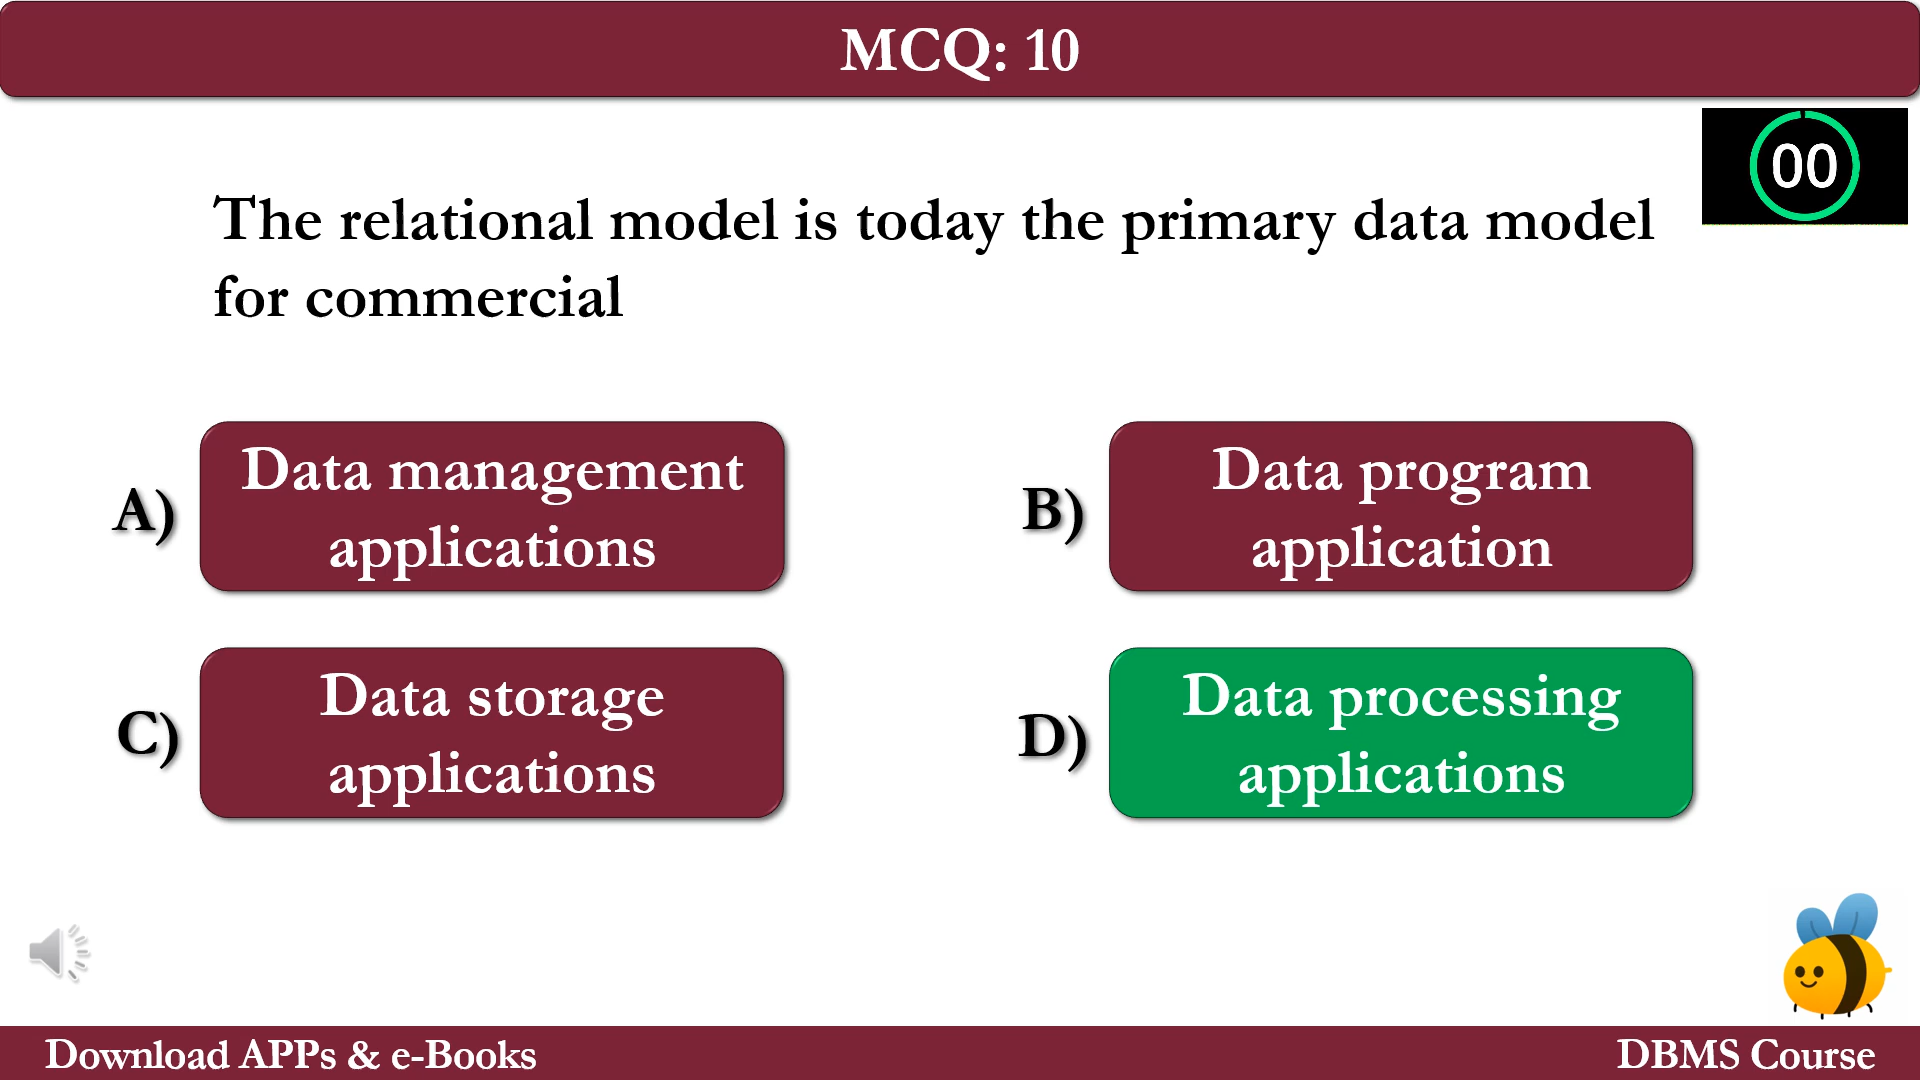 MCQ: 10
00
The relational model is today the primary data model
for commercial
A)
Data management
applications
B)
Data program
application
C)
Data storage
applications
D)
Data processing
applications
Download APPs & e-Books
DBMS Course